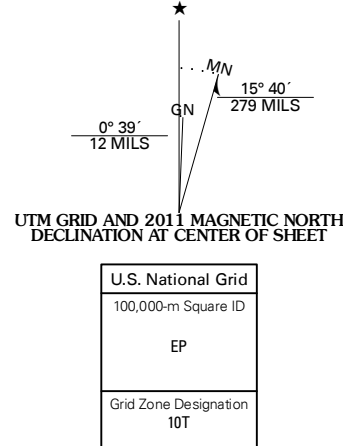 ★
MN
GN
15° 40´
279 MILS
0° 39´
12 MILS
UTM GRID AND 2011 MAGNETIC NORTH
DECLINATION AT CENTER OF SHEET
U.S. National Grid
100,000-m Square ID
EP
Grid Zone Designation
10T